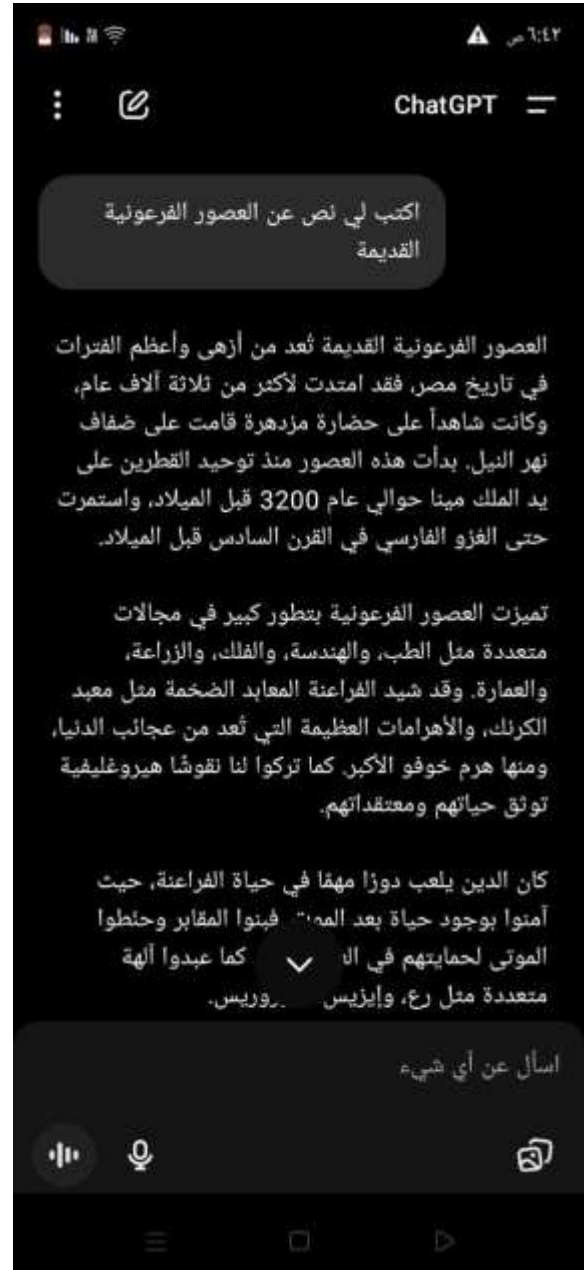 ٦:٤٢ ص
ChatGPT
اكتب لي نص عن العصور الفرعونية
القديمة
العصور الفرعونية القديمة تُعد من أزهى وأعظم الفترات
في تاريخ مصر، فقد امتدت لأكثر من ثلاثة آلاف عام،
وكانت شاهداً على حضارة مزدهرة قامت على ضفاف
نهر النيل. بدأت هذه العصور منذ توحيد القطرين على
يد الملك مينا حوالي عام 3200 قبل الميلاد، واستمرت
حتى الغزو الفارسي في القرن السادس قبل الميلاد.
تميزت العصور الفرعونية بتطور كبير في مجالات
متعددة مثل الطب، والهندسة، والفلك، والزراعة،
والعمارة. وقد شيد الفراعنة المعابد الضخمة مثل معبد
الكرنك، والأهرامات العظيمة التي تُعد من عجائب الدنيا،
ومنها هرم خوفو الأكبر. كما تركوا لنا نقوشًا هيروغليفية
توثق حياتهم ومعتقداتهم.
كان الدين يلعب دورًا مهمًا في حياة الفراعنة، حيث
آمنوا بوجود حياة بعد الموت، فبنوا المقابر وحنّطوا
الموتى لحمايتهم في كما عبدوا آلهة
متعددة مثل رع، وإيزيس
اسأل عن أي شيء